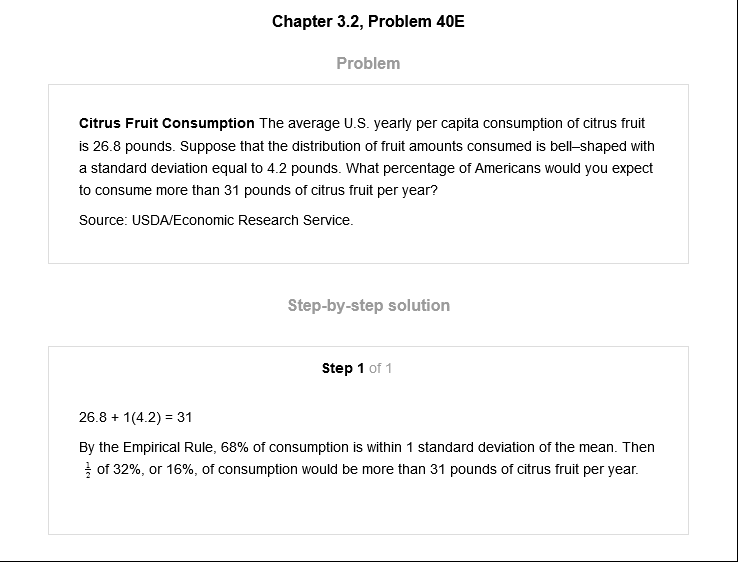 Chapter 3.2, Problem 40E
Problem
Citrus Fruit Consumption The average U.S. yearly per capita consumption of citrus fruit
is 26.8 pounds. Suppose that the distribution of fruit amounts consumed is bell–shaped with
a standard deviation equal to 4.2 pounds. What percentage of Americans would you expect
to consume more than 31 pounds of citrus fruit per year?
Source: USDA/Economic Research Service.
Step-by-step solution
Step 1 of 1
26.8 + 1(4.2) = 31
By the Empirical Rule, 68% of consumption is within 1 standard deviation of the mean. Then
1/2 of 32%, or 16%, of consumption would be more than 31 pounds of citrus fruit per year.